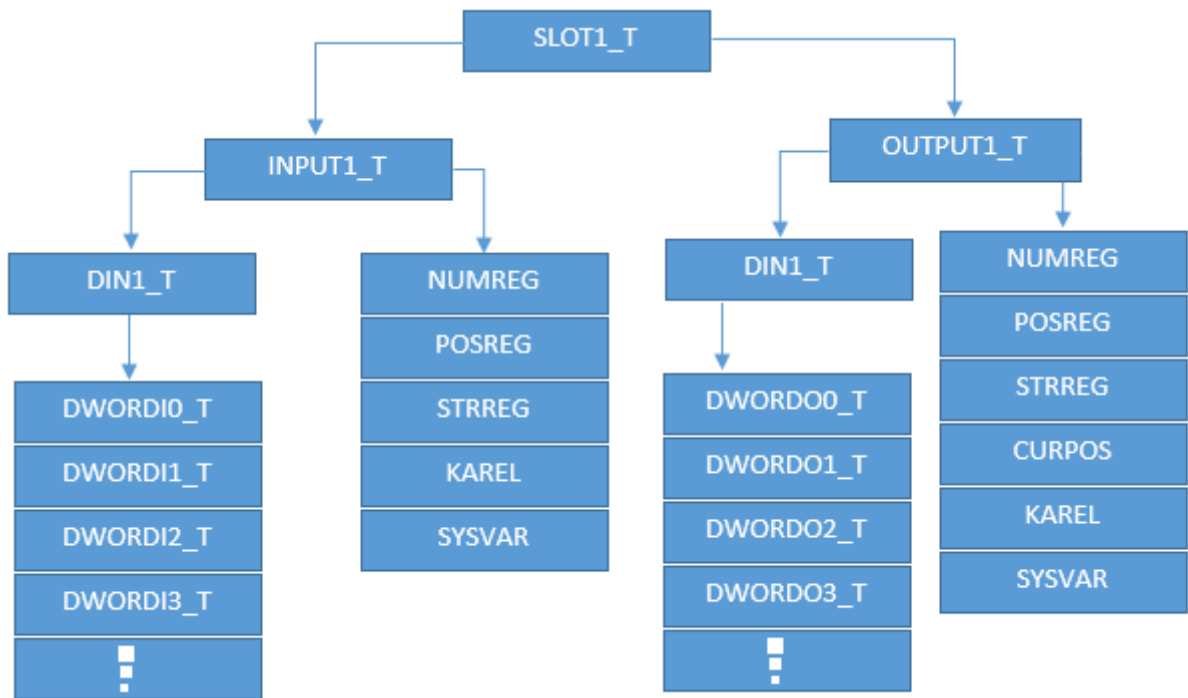 SLOT1_T
INPUT1_T
OUTPUT1_T
DIN1_T
DWORDI0_T
DWORDI1_T
DWORDI2_T
DWORDI3_T
NUMREG
POSREG
STRREG
KAREL
SYSVAR
DIN1_T
DWORDO0_T
DWORDO1_T
DWORDO2_T
DWORDO3_T
NUMREG
POSREG
STRREG
CURPOS
KAREL
SYSVAR